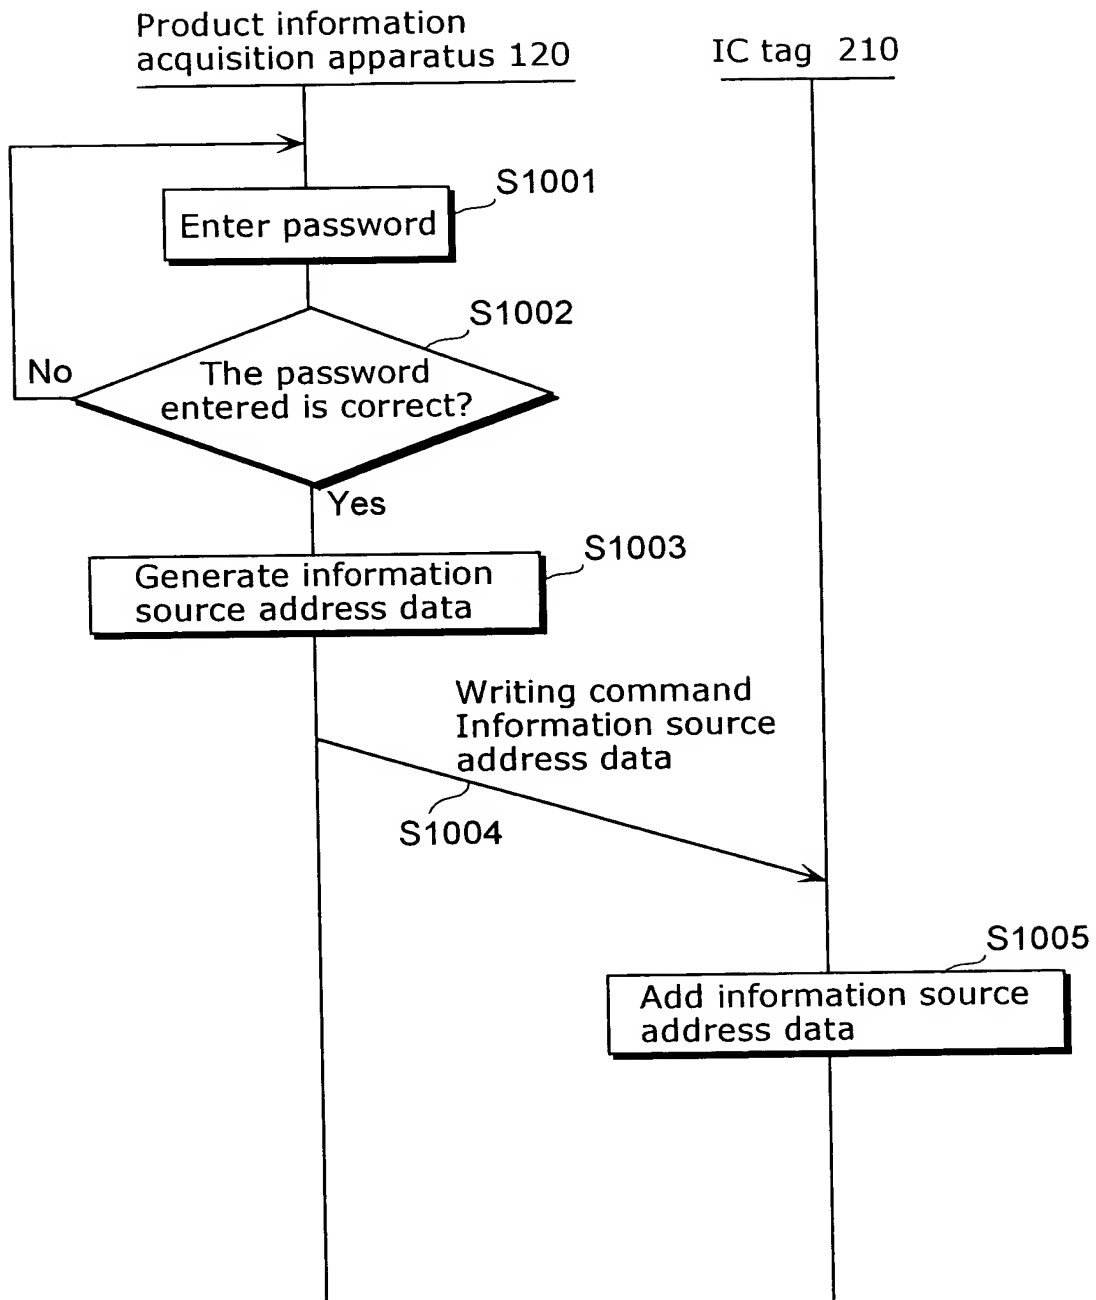 Product information
acquisition apparatus 120
IC tag 210
S1001
Enter password
S1002
No
The password
entered is correct?
Yes
S1003
Generate information
source address data
Writing command
Information source
address data
S1004
S1005
Add information source
address data